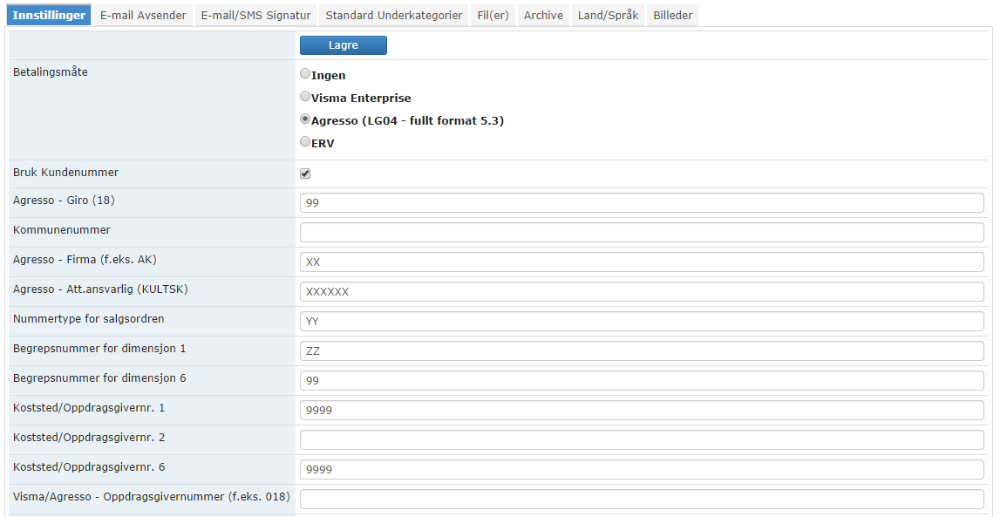 Innstillinger E-mail Avsender E-mail/SMS Signatur Standard Underkategorier Fil(er) Archive Land/Språk Billeder
Lagre
Betalingsmåte
Ingen
Visma Enterprise
Agresso (LG04 - fullt format 5.3)
ERV
Bruk Kundenummer
Agresso - Giro (18) 99
Kommunenummer
Agresso - Firma (f.eks. AK) XX
Agresso - Att.ansvarlig (KULTSK) XXXXXX
Nummertype for salgsordren YY
Begrepsnummer for dimensjon 1 ZZ
Begrepsnummer for dimensjon 6 99
Koststed/Oppdragsgivernr. 1 9999
Koststed/Oppdragsgivernr. 2
Koststed/Oppdragsgivernr. 6 9999
Visma/Agresso - Oppdragsgivernummer (f.eks. 018)